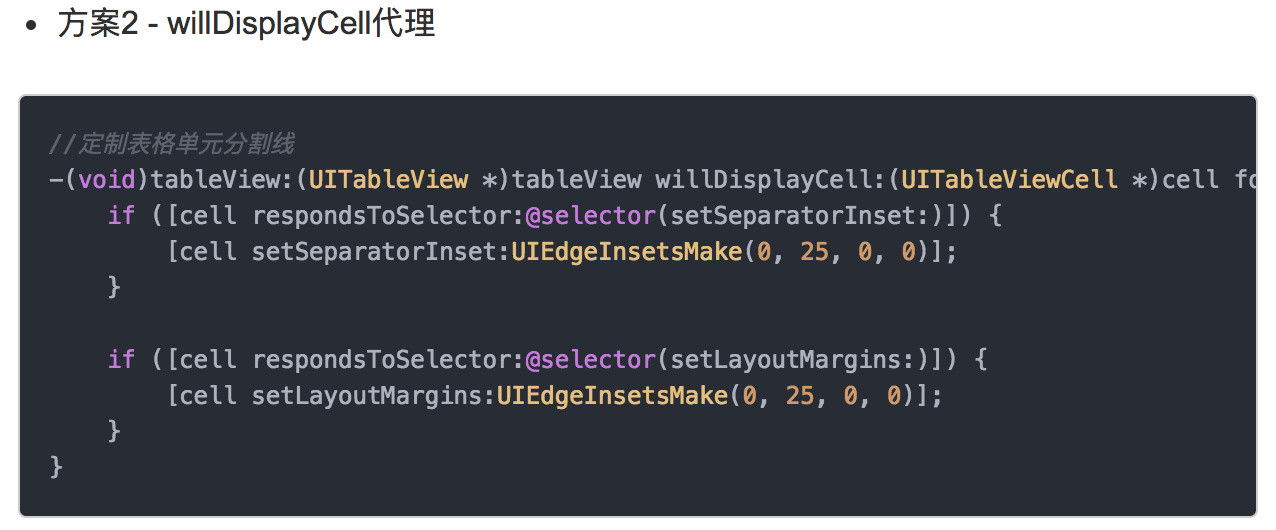 方案2 - willDisplayCell代理
//定制表格单元分割线
-(void)tableView:(UITableView *)tableView willDisplayCell:(UITableViewCell *)cell
    if ([cell respondsToSelector:@selector(setSeparatorInset:)]) {
        [cell setSeparatorInset:UIEdgeInsetsMake(0, 25, 0, 0)];
    }
    if ([cell respondsToSelector:@selector(setLayoutMargins:)]) {
        [cell setLayoutMargins:UIEdgeInsetsMake(0, 25, 0, 0)];
    }
}